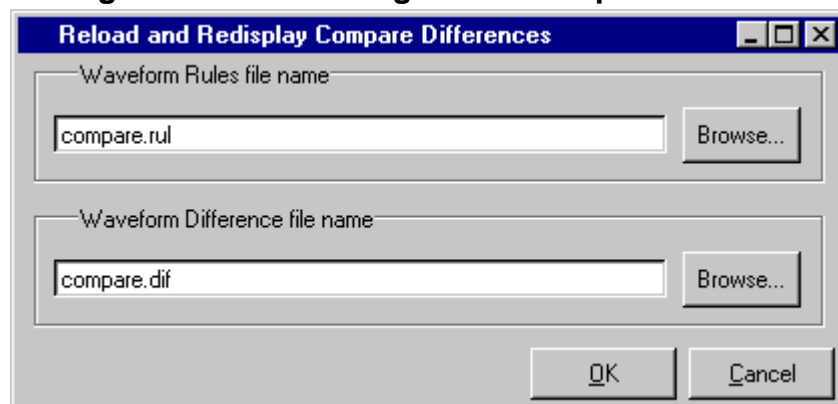 Reload and Redisplay Compare Differences
Waveform Rules file name
compare.rul
Browse...
Waveform Difference file name
compare.dif
Browse...
OK
Cancel